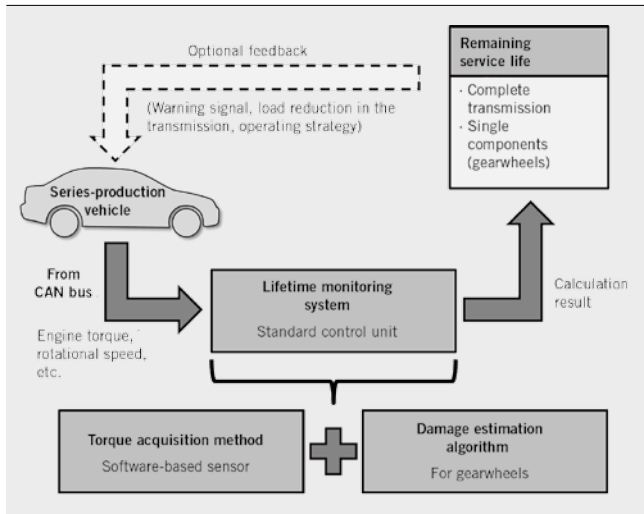 Optional feedback
(Warning signal, load reduction in the
transmission, operating strategy)
Remaining
service life
· Complete
transmission
· Single
components
(gearwheels)
Series-production
vehicle
From
CAN bus
Engine torque,
rotational speed,
etc.
Lifetime monitoring
system
Standard control unit
Calculation
result
Torque acquisition method
Software-based sensor
Damage estimation
algorithm
For gearwheels